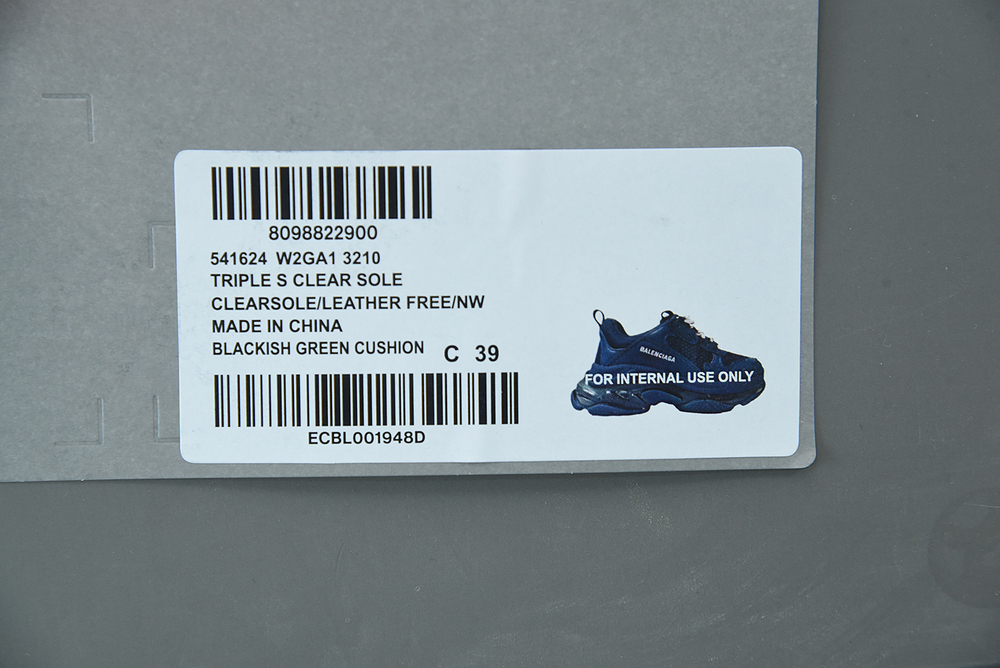 8098822900
541624 W2GA1 3210
TRIPLE S CLEAR SOLE
CLEARSOLE/LEATHER FREE/NW
MADE IN CHINA
BLACKISH GREEN CUSHION C 39
ECBL001948D
BALENCIAGA
FOR INTERNAL USE ONLY